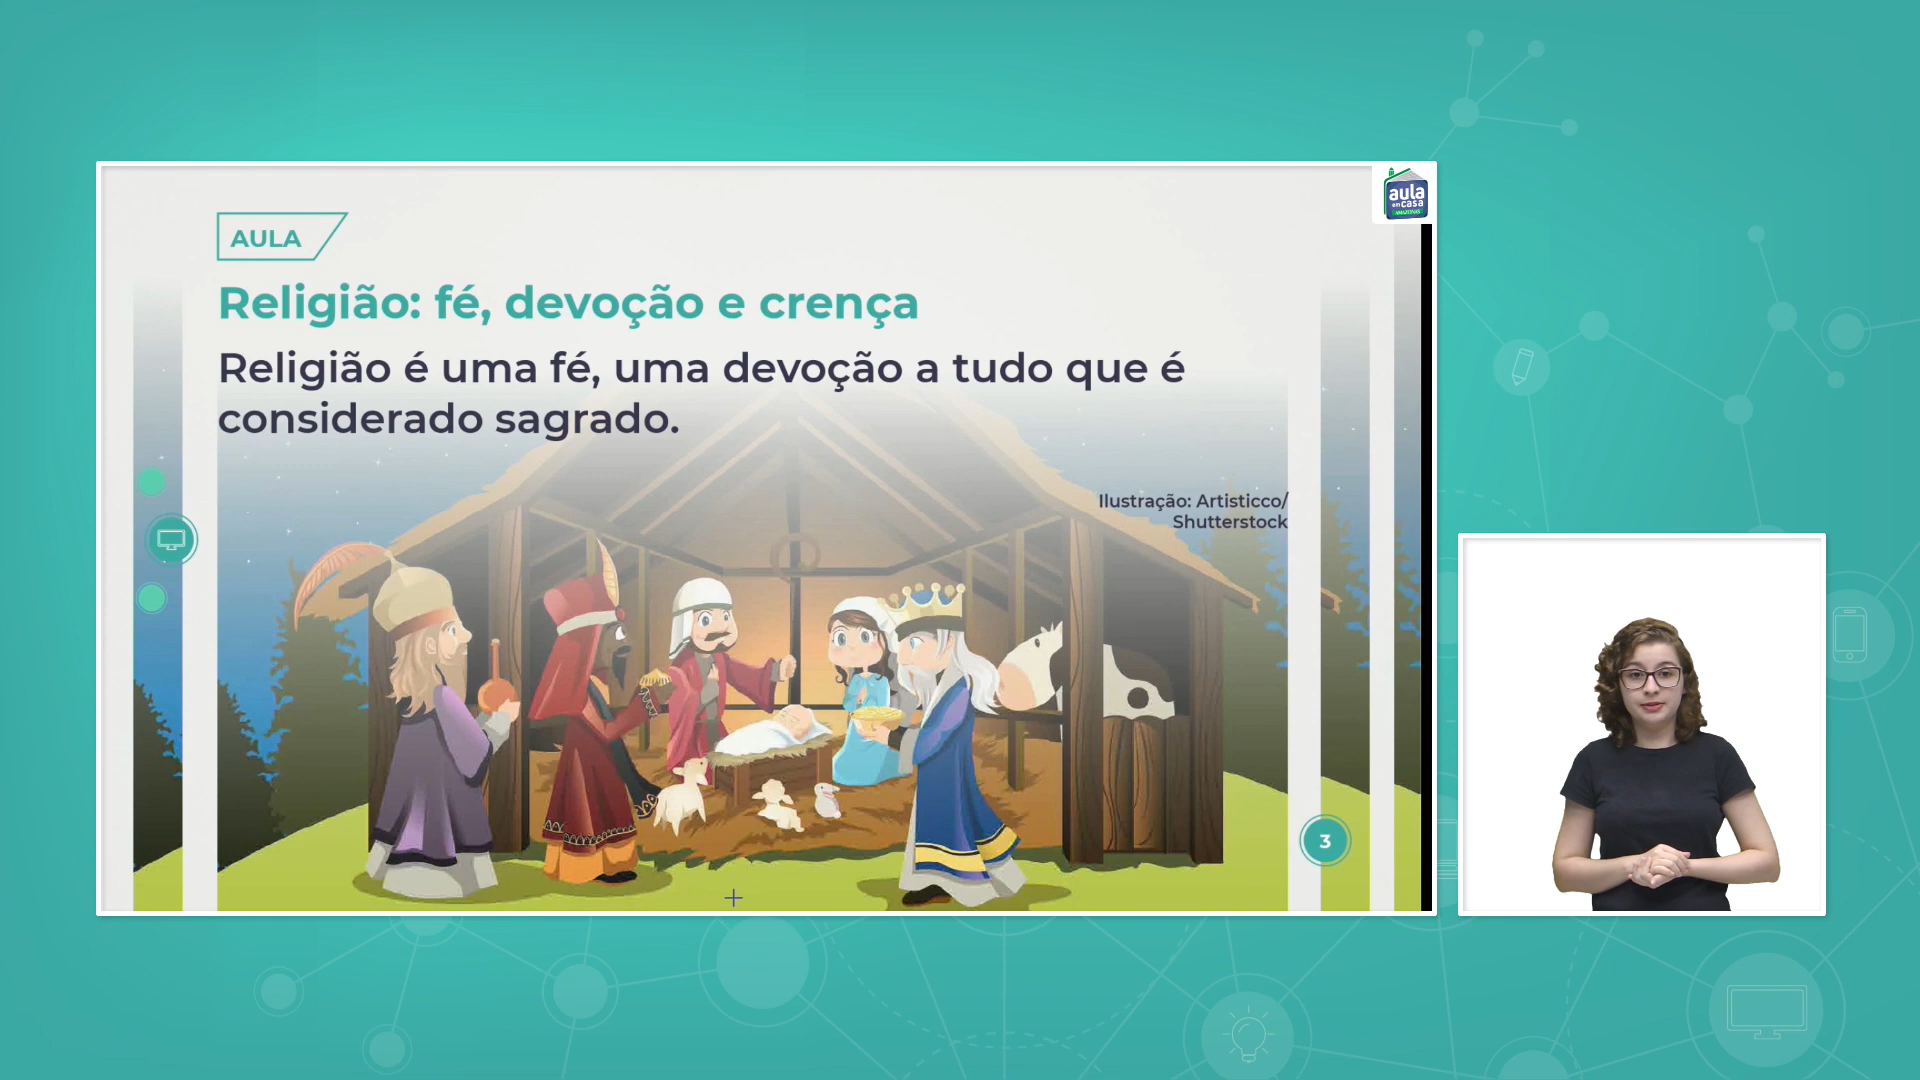 aula
em casa
AMAZONAS
AULA
Religião: fé, devoção e crença
Religião é uma fé, uma devoção a tudo que é
considerado sagrado.
Ilustração: Artisticco/
Shutterstock
3